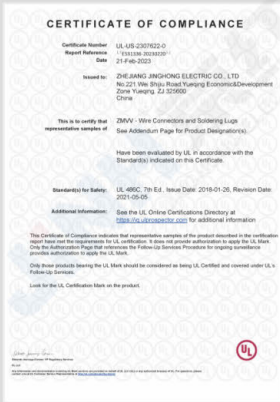 CERTIFICATE OF COMPLIANCE
Certificate Number UL-US-2307622-0
Report Reference
Date 21-Feb-2023
Issued to: ZHEJIANG JINGHONG ELECTRIC CO., LTD
No.221 Wei Shijiu Road Yueqing Economic&Development
Zone Yueqing, ZJ 325600
China
This is to certify that ZMVV - Wire Connectors and Soldering Lugs
representative samples of See Addendum Page for Product Designation(s).
Have been evaluated by UL in accordance with the
Standard(s) indicated on this Certificate.
Standard(s) for Safety: UL 486C, 7th Ed., Issue Date: 2018-01-26, Revision Date:
2021-05-05
Additional Information: See the UL Online Certifications Directory at
https://iq.ulprospector.com for additional information
This Certificate of Compliance indicates that representative samples of the product described in the certification
report have met the requirements for UL certification. It does not provide authorization to apply the UL Mark.
Only the Authorization Page that references the Follow-Up Services Procedure for ongoing surveillance
provides authorization to apply the UL Mark.
Only those products bearing the UL Mark should be considered as being UL Certified and covered under UL's
Follow-Up Services.
Look for the UL Certification Mark on the product.
UL